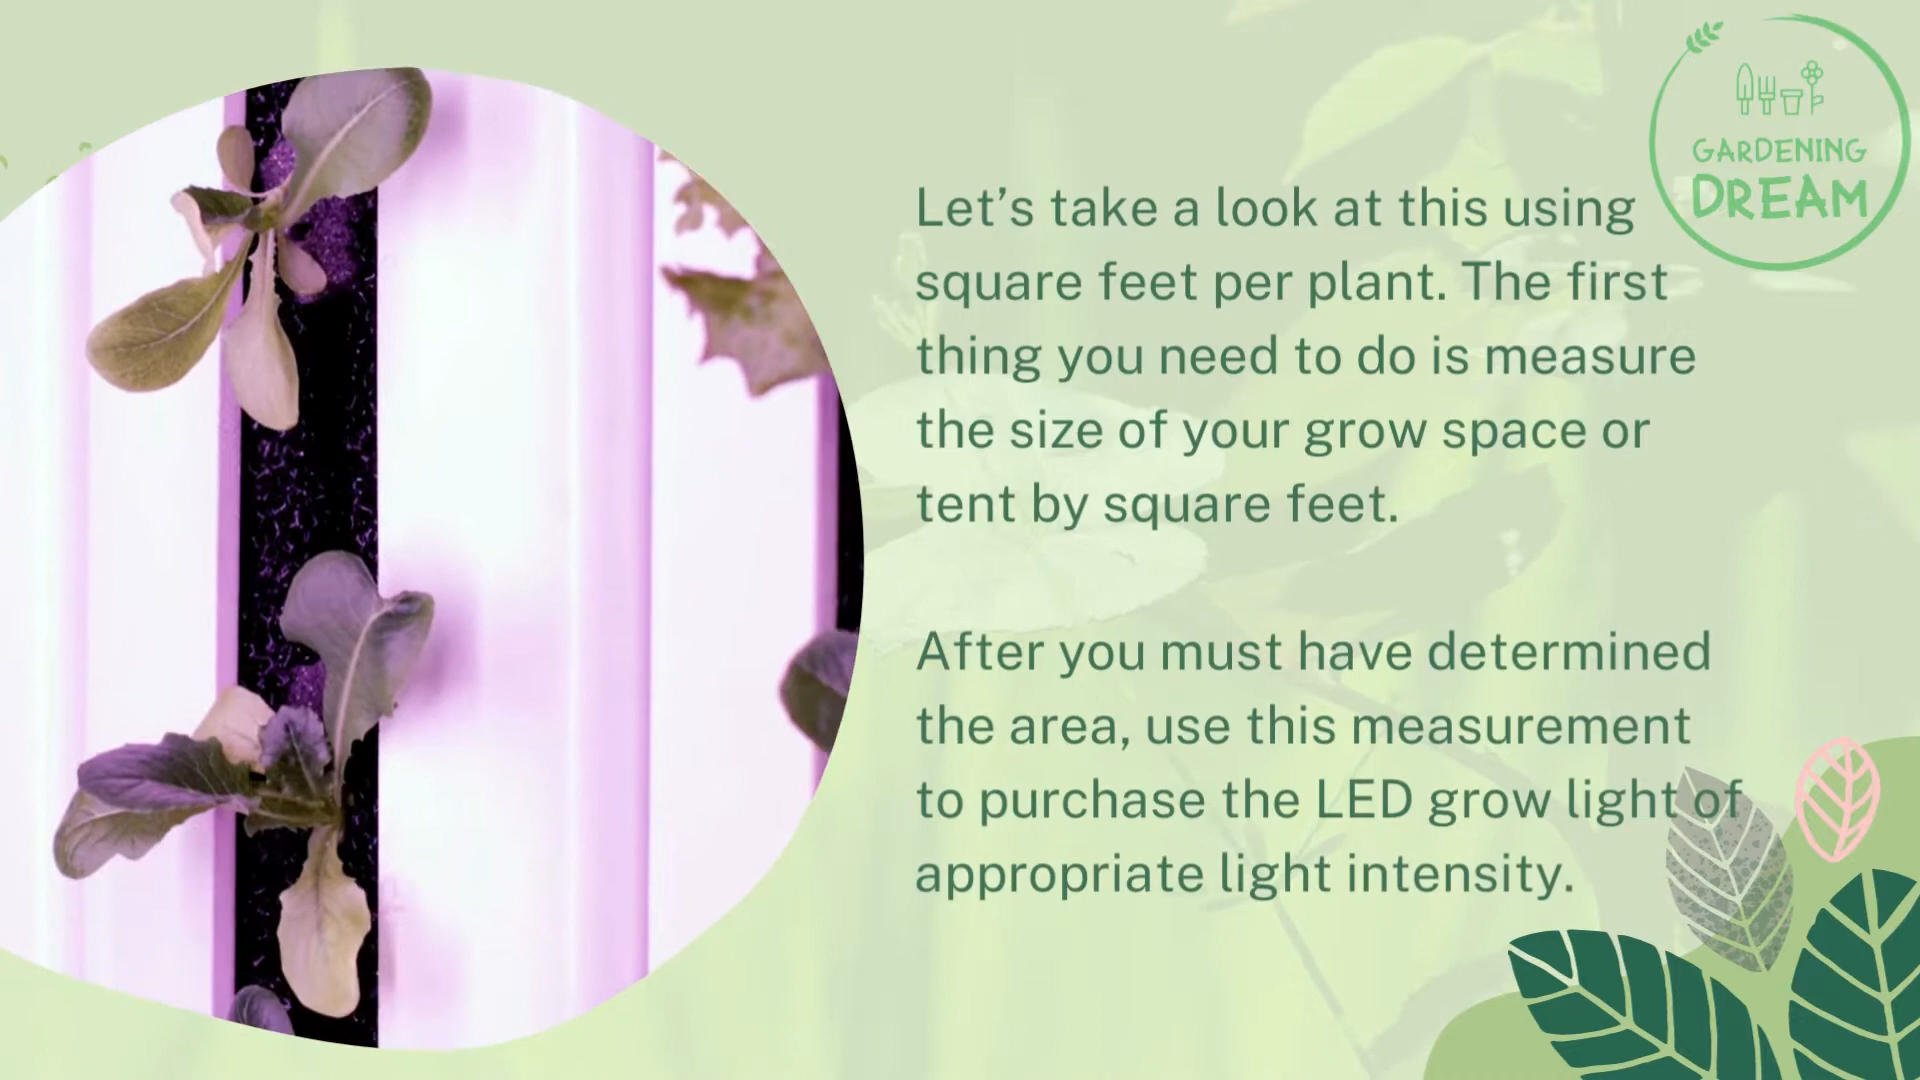 GARDENING
DREAM
Let’s take a look at this using
square feet per plant. The first
thing you need to do is measure
the size of your grow space or
tent by square feet.
After you must have determined
the area, use this measurement
to purchase the LED grow light of
appropriate light intensity.